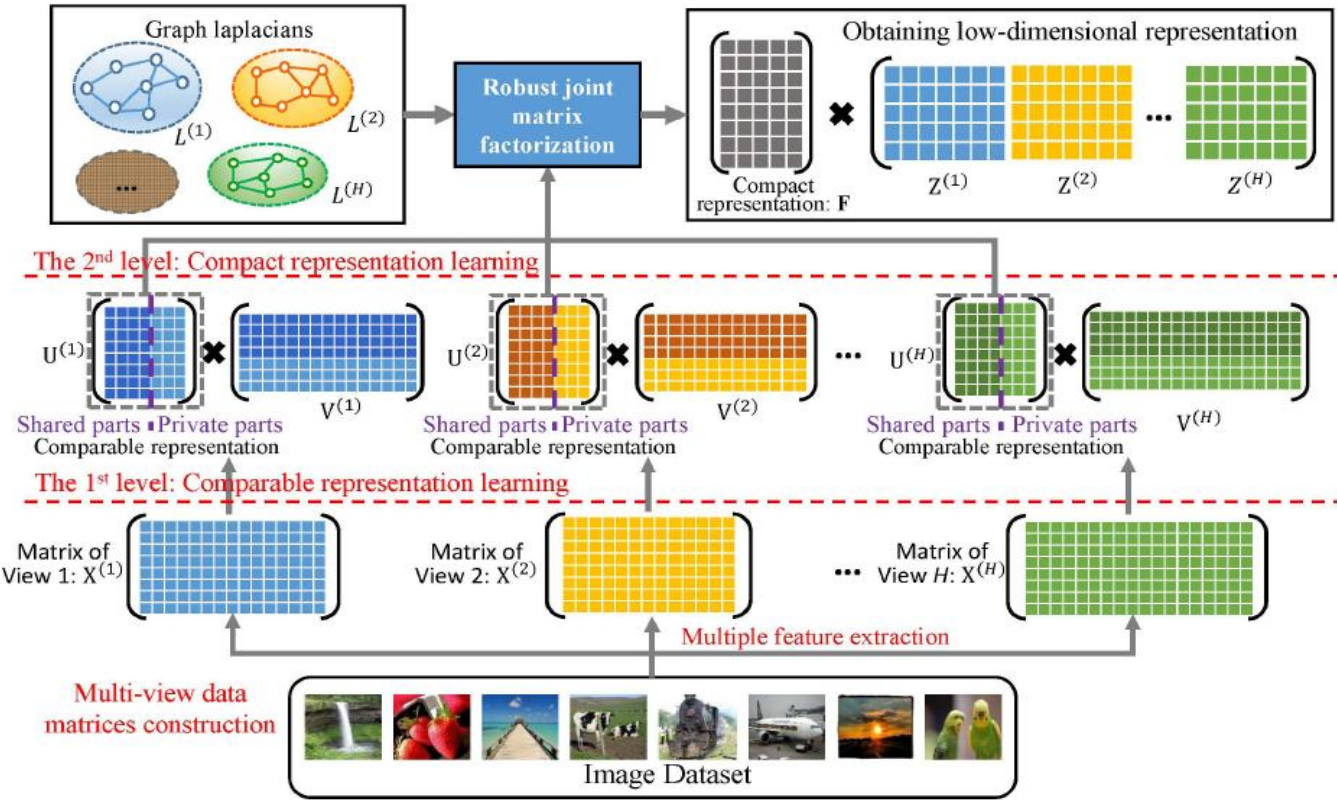 Graph laplacians
L^(1)
L^(2)
...
L^(H)
Robust joint
matrix
factorization
Obtaining low-dimensional representation
...
Compact
representation: F
Z^(1)
Z^(2)
Z^(H)
The 2nd level: Compact representation learning
U^(1)
V^(1)
Shared parts Private parts
Comparable representation
U^(2)
V^(2)
Shared parts Private parts
Comparable representation
...
U^(H)
V^(H)
Shared parts Private parts
Comparable representation
The 1st level: Comparable representation learning
Matrix of
View 1: X^(1)
Matrix of
View 2: X^(2)
...
Matrix of
View H: X^(H)
Multiple feature extraction
Multi-view data
matrices construction
Image Dataset